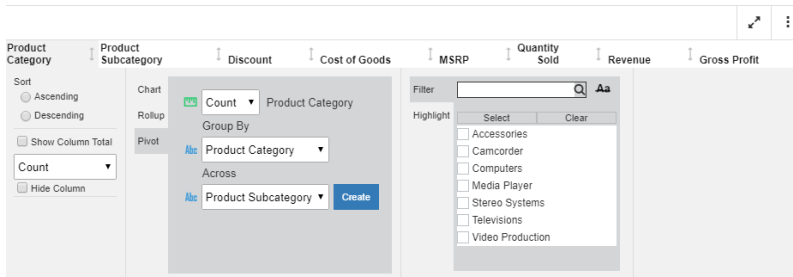 Product Category
Product Subcategory
Discount
Cost of Goods
MSRP
Quantity Sold
Revenue
Gross Profit
Sort
Ascending
Descending
Show Column Total
Count
Hide Column
Chart
Rollup
Pivot
Count Product Category
Group By
Abc Product Category
Across
Abc Product Subcategory Create
Filter Aa
Highlight
Select Clear
Accessories
Camcorder
Computers
Media Player
Stereo Systems
Televisions
Video Production